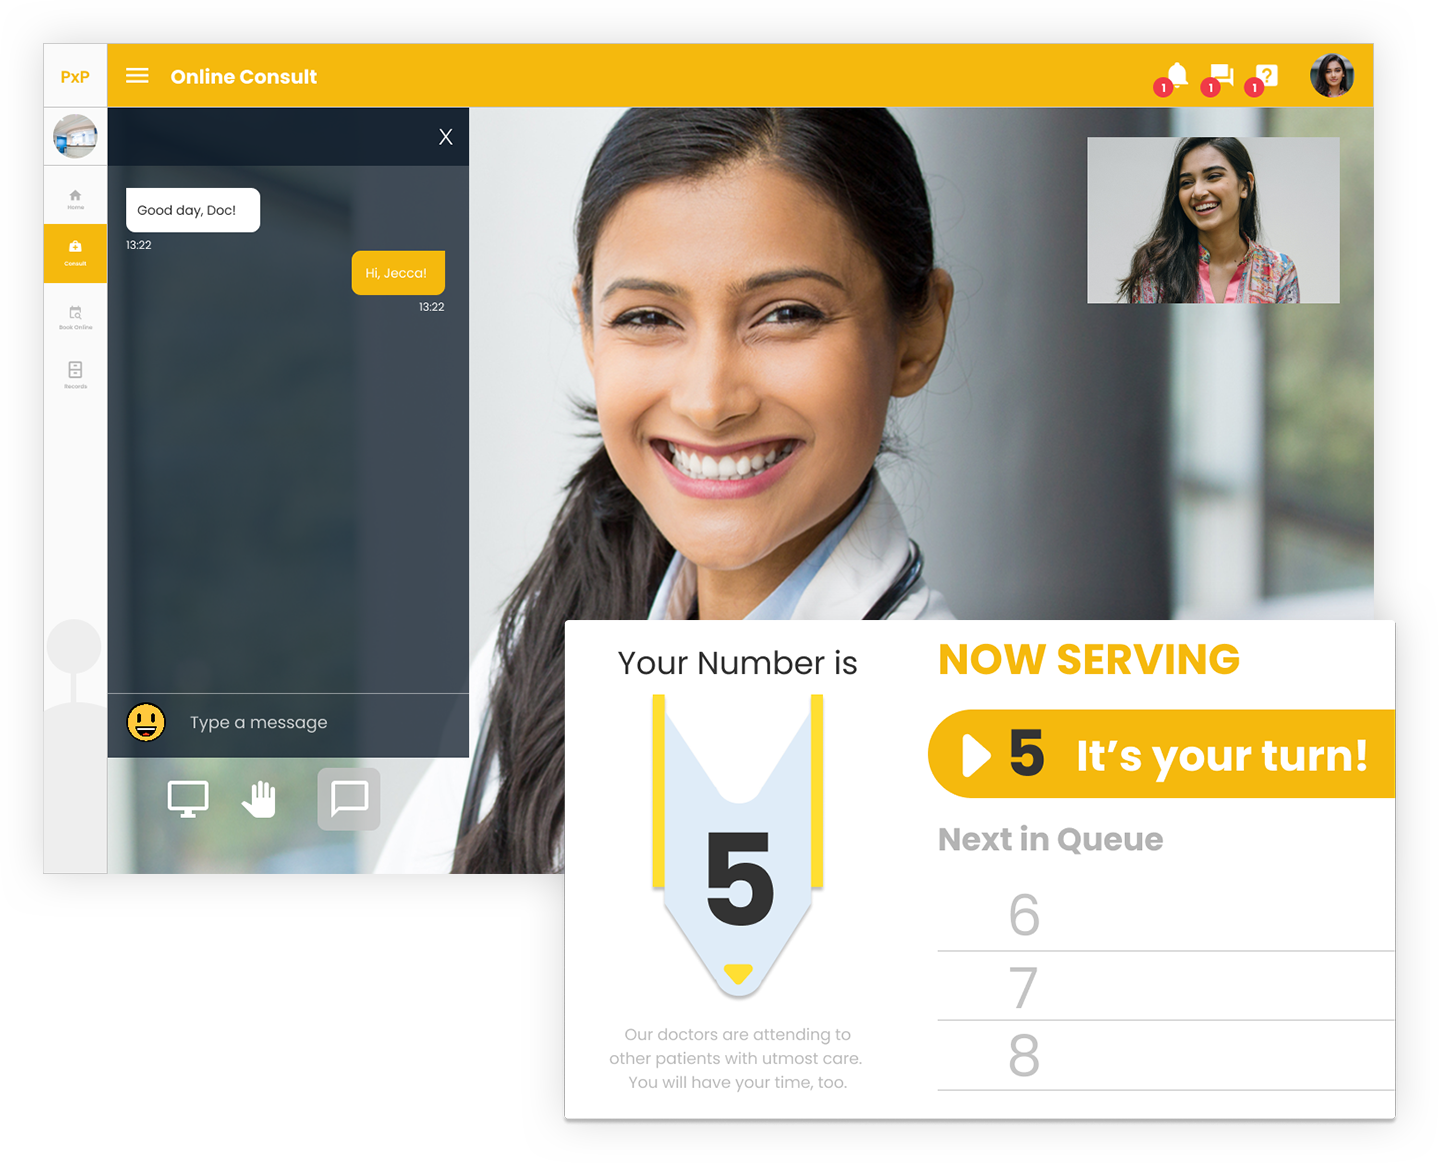 PxP
Online Consult
1
1
?
1
X
Home
Consult
Book Online
Records
Good day, Doc!
13:22
Hi, Jecca!
13:22
Type a message
Your Number is
5
Our doctors are attending to
other patients with utmost care.
You will have your time, too.
NOW SERVING
5 It’s your turn!
Next in Queue
6
7
8